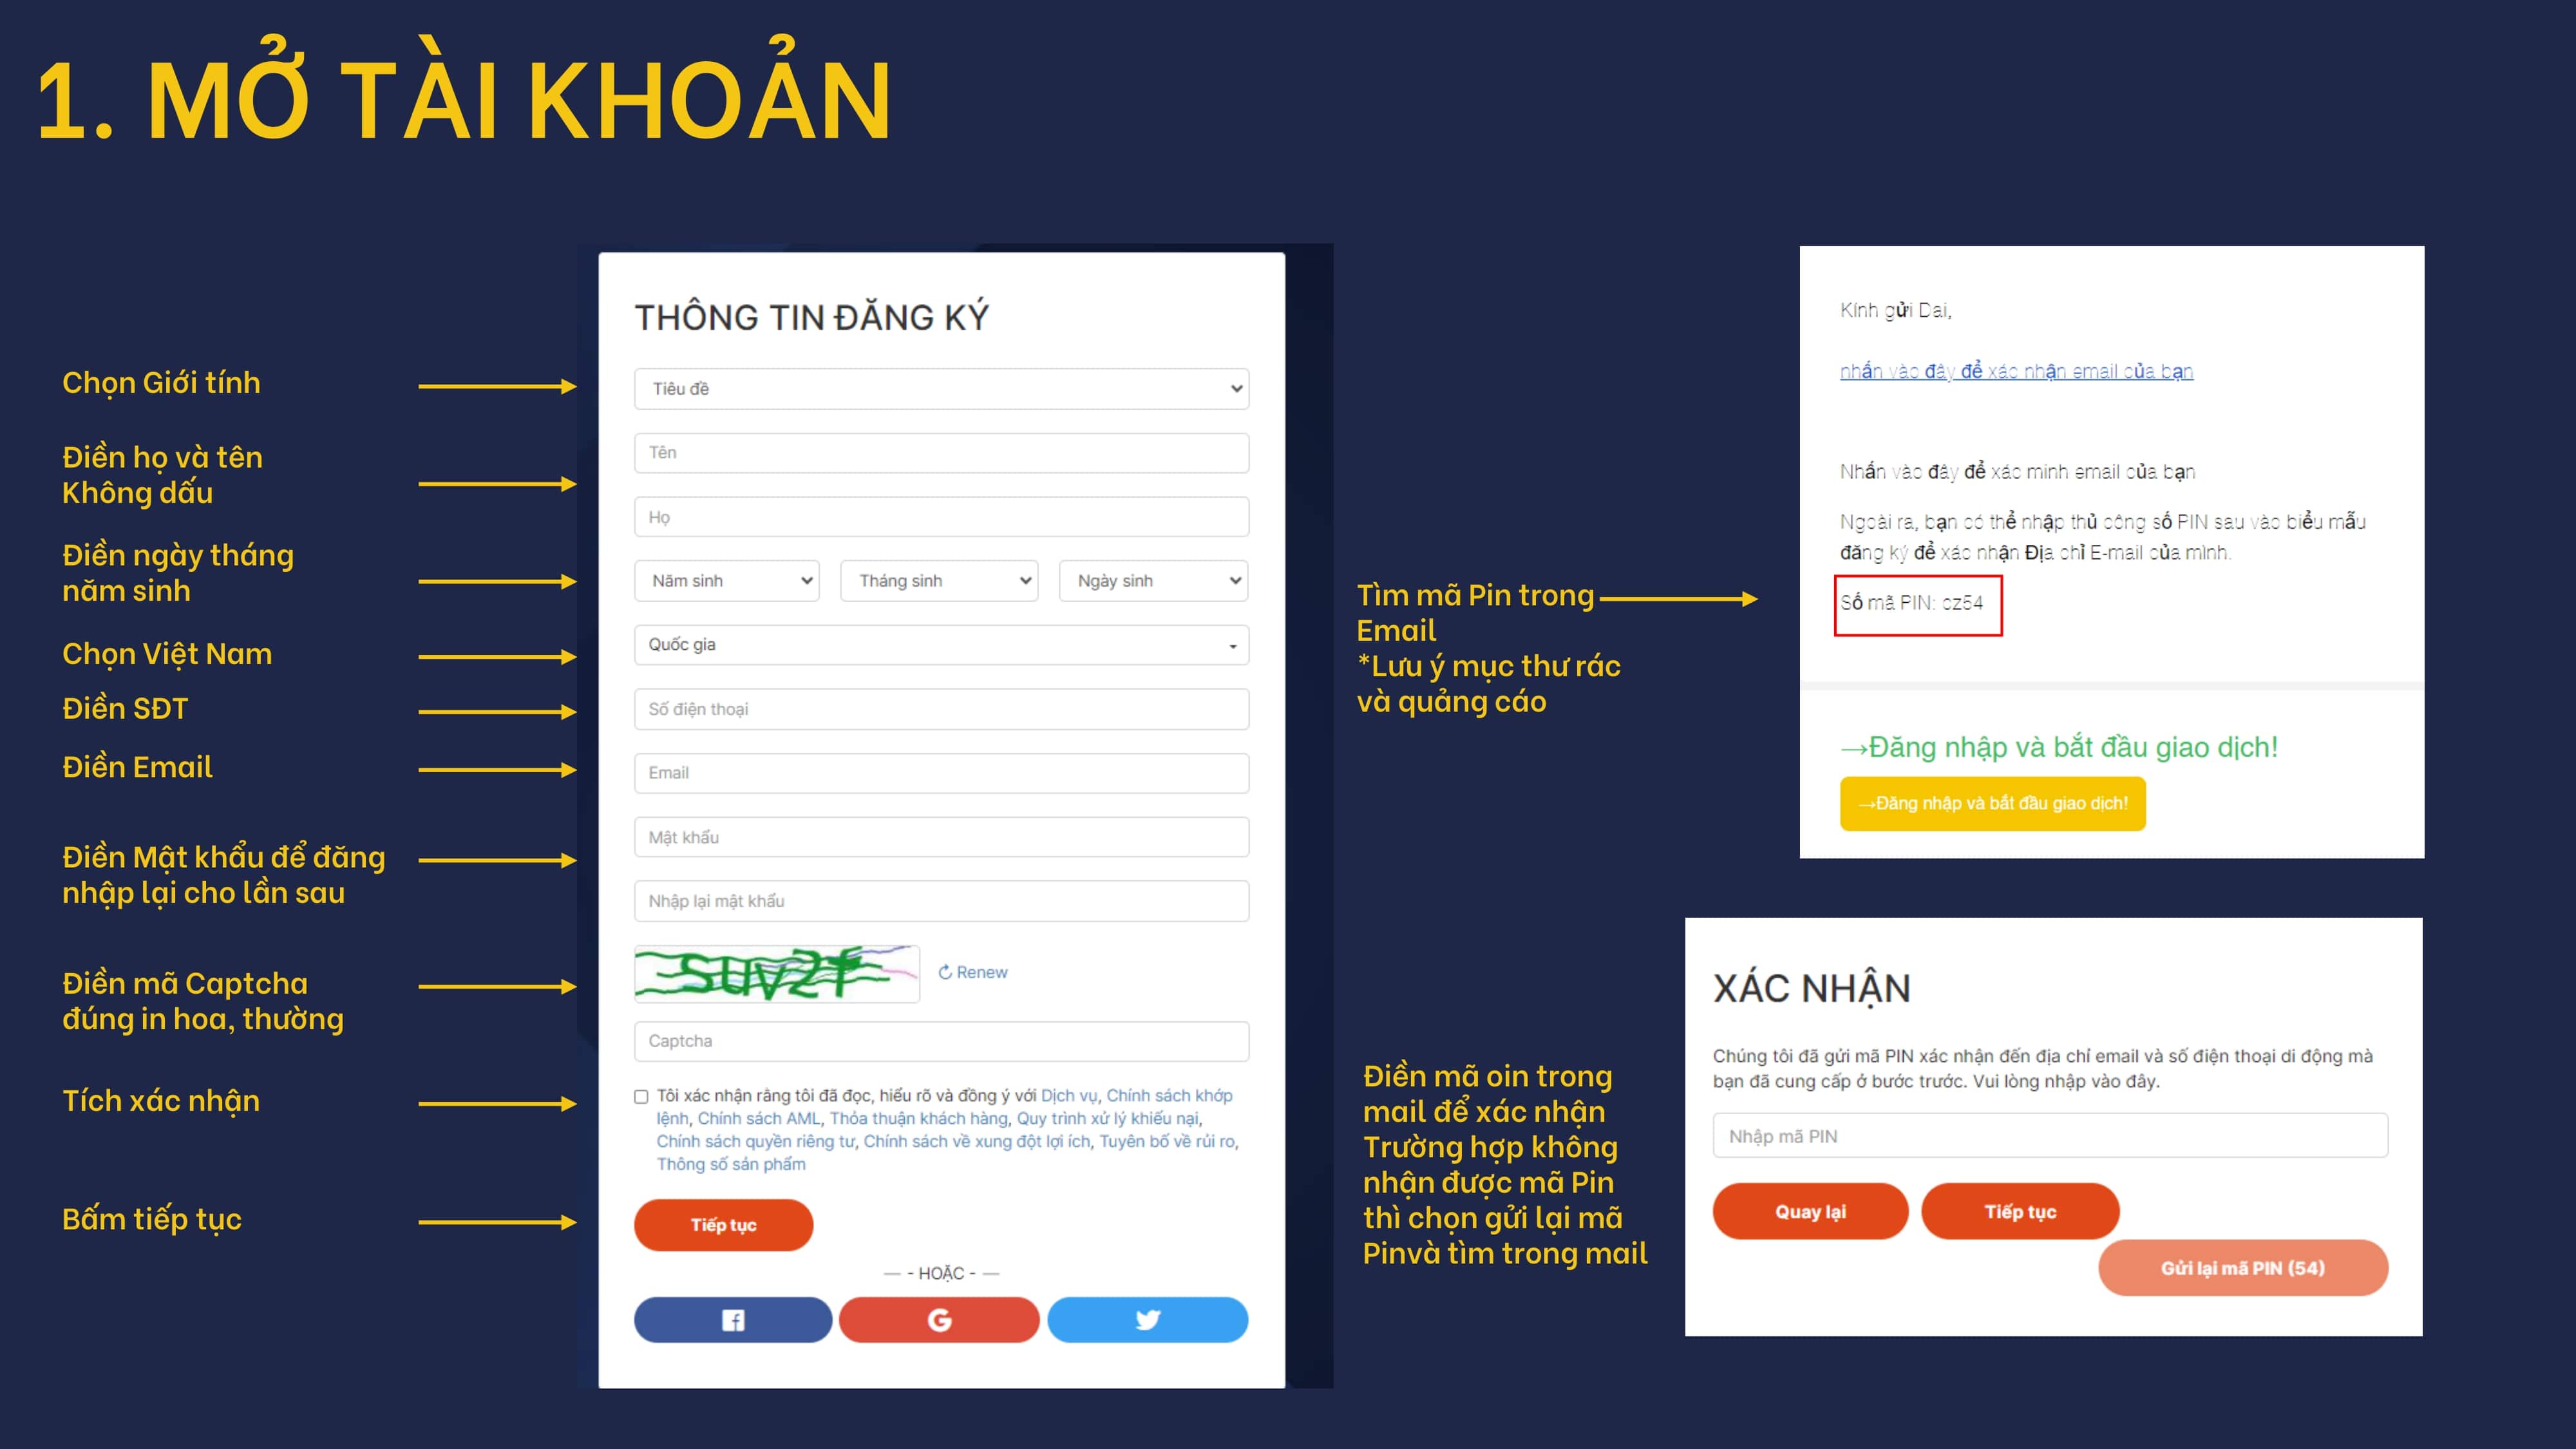 1. MỞ TÀI KHOẢN
Chọn Giới tính
Điền họ và tên
Không dấu
Điền ngày tháng
năm sinh
Chọn Việt Nam
Điền SĐT
Điền Email
Điền Mật khẩu để đăng
nhập lại cho lần sau
Điền mã Captcha
đúng in hoa, thường
Tích xác nhận
Bấm tiếp tục
THÔNG TIN ĐĂNG KÝ
Tiêu đề
Tên
Họ
Năm sinh Tháng sinh Ngày sinh
Quốc gia
Số điện thoại
Email
Mật khẩu
Nhập lại mật khẩu
suv2f Renew
Captcha
Tôi xác nhận rằng tôi đã đọc, hiểu rõ và đồng ý với Dịch vụ, Chính sách khớp
lệnh, Chính sách AML, Thỏa thuận khách hàng, Quy trình xử lý khiếu nại,
Chính sách quyền riêng tư, Chính sách về xung đột lợi ích, Tuyên bố về rủi ro,
Thông số sản phẩm
Tiếp tục
— - HOẶC - —
Tìm mã Pin trong
Email
*Lưu ý mục thư rác
và quảng cáo
Kính gửi Dai,
nhấn vào đây để xác nhận email của bạn
Nhấn vào đây để xác minh email của bạn
Ngoài ra, bạn có thể nhập thủ công số PIN sau vào biểu mẫu
đăng ký để xác nhận Địa chỉ E-mail của mình.
Số mã PIN: cz54
→Đăng nhập và bắt đầu giao dịch!
→Đăng nhập và bắt đầu giao dịch!
Điền mã oin trong
mail để xác nhận
Trường hợp không
nhận được mã Pin
thì chọn gửi lại mã
Pinvà tìm trong mail
XÁC NHẬN
Chúng tôi đã gửi mã PIN xác nhận đến địa chỉ email và số điện thoại di động mà
bạn đã cung cấp ở bước trước. Vui lòng nhập vào đây.
Nhập mã PIN
Quay lại Tiếp tục
Gửi lại mã PIN (54)